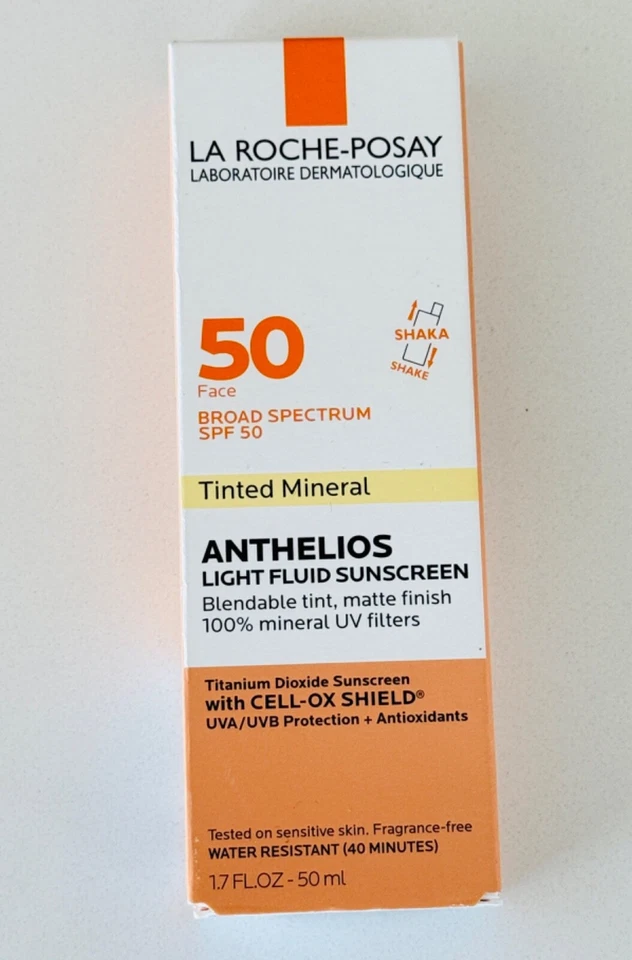 LA ROCHE-POSAY
LABORATOIRE DERMATOLOGIQUE
50
Face
BROAD SPECTRUM
SPF 50
SHAKA
SHAKE
Tinted Mineral
ANTHELIOS
LIGHT FLUID SUNSCREEN
Blendable tint, matte finish
100% mineral UV filters
Titanium Dioxide Sunscreen
with CELL-OX SHIELD®
UVA/UVB Protection + Antioxidants
Tested on sensitive skin. Fragrance-free
WATER RESISTANT (40 MINUTES)
1.7 FL.OZ - 50 ml